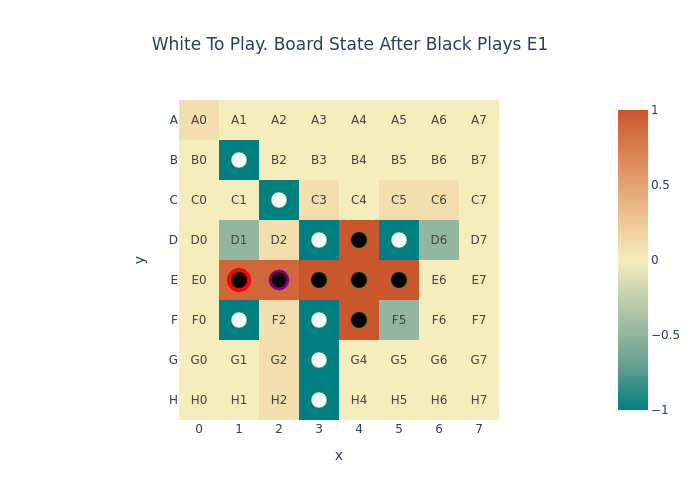 White To Play. Board State After Black Plays E1
A A0 A1 A2 A3 A4 A5 A6 A7
B B0 B2 B3 B4 B5 B6 B7
C C0 C1 C3 C4 C5 C6 C7
D D0 D1 D2 D6 D7
E E0 E6 E7
F F0 F2 F5 F6 F7
G G0 G1 G2 G4 G5 G6 G7
H H0 H1 H2 H4 H5 H6 H7
0 1 2 3 4 5 6 7
x
y
1
0.5
0
−0.5
−1